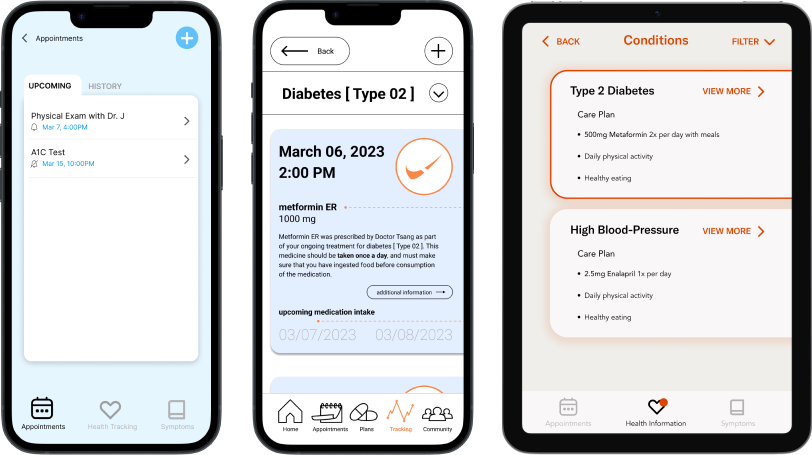 Appointments
UPCOMING
HISTORY
Physical Exam with Dr. J
Mar 7, 4:00PM
A1C Test
Mar 15, 10:00PM
Appointments
Health Tracking
Symptoms
Back
Diabetes [ Type 02 ]
March 06, 2023
2:00 PM
metformin ER
1000 mg
Metformin ER was prescribed by Doctor Tsang as part
of your ongoing treatment for diabetes [ Type 02 ]. This
medicine should be taken once a day, and must make
sure that you have ingested food before consumption
of the medication.
additional information
upcoming medication intake
03/07/2023 03/08/2023
Home
Appointments
Plans
Tracking
Community
BACK
Conditions
FILTER
Type 2 Diabetes
VIEW MORE
Care Plan
• 500mg Metaformin 2x per day with meals
• Daily physical activity
• Healthy eating
High Blood-Pressure
VIEW MORE
Care Plan
• 2.5mg Enalapril 1x per day
• Daily physical activity
• Healthy eating
Appointments
Health Information
Symptoms